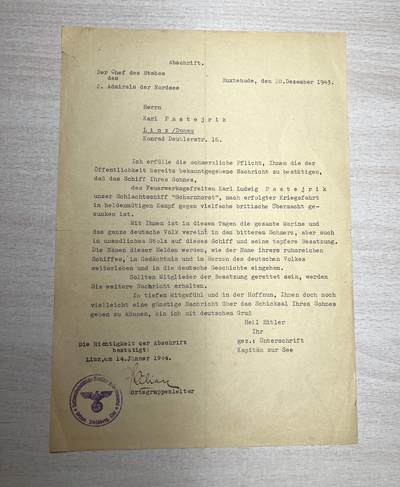 Abschrift.
Der Chef des Stabes
des
2. Admirals der Nordsee
Buxtehude, den 28.Dezember 1943.
Herrn
Karl P a s t e j r i k
L i n z /Donau
Konrad Deublerstr. 16.
Ich erfülle die schmerzliche Pflicht, Ihnen die der
Öffentlichkeit bereits bekanntgegebene Nachricht zu bestätigen,
daß das Schiff Ihres Sohnes,
des Feuerwerksgefreiten Karl Ludwig P a s t e j r i k
unser Schlachtschiff "Scharnhorst", nach erfolgter Kriegsfahrt
in heldenmütigen Kampf gegen vielfache britische Übermacht ge-
sunken ist.
Mit Ihnen ist in diesen Tagen die gesamte Marine und
das ganze deutsche Volk vereint in dem bitteren Schmerz, aber auch
in unendlichem Stolz auf dieses Schiff und seine tapfere Besatzung.
Die Namen dieser Helden werden, wie der Name Ihres ruhmreichen
Schiffes, im Gedächtnis und im Herzen des deutschen Volkes
weiterleben und in die deutsche Geschichte eingehen.
Sollten Mitglieder der Besatzung gerettet sein, werden
Sie weitere Nachricht erhalten.
In tiefem Mitgefühl und in der Hoffnun, Ihnen doch noch
vielleicht eine günstige Nachricht über das Schicksal Ihres Sohnes
geben zu können, bin ich mit deutschen Gruß
Heil Hitler
Ihr
gez.: Unterschrift
Kapitän zur See
Die Richtigkeit der Abschrift
bestätigt:
Linz,am 14.Jänner 1944.
Ortsgruppenleiter